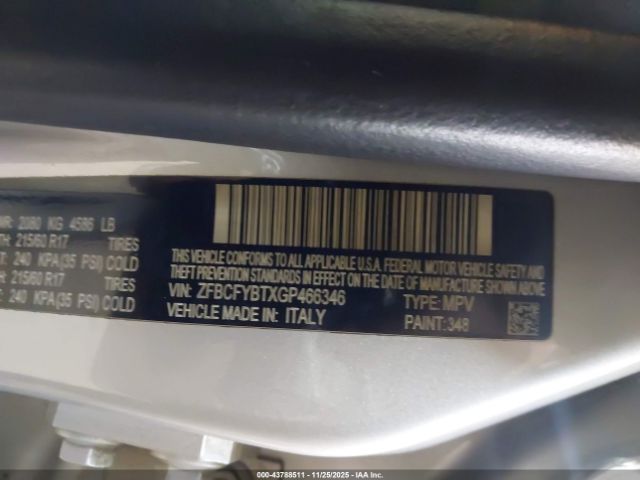 2080 KG 4586 LB
215/60 R17 TIRES
240 KPA(35 PSI) COLD
215/60 R17 TIRES
240 KPA(35 PSI) COLD
THIS VEHICLE CONFORMS TO ALL APPLICABLE U.S.A. FEDERAL MOTOR VEHICLE SAFETY AND
THEFT PREVENTION STANDARDS IN EFFECT ON THE DATE OF MANUFACTURE SHOWN ABOVE
VIN: ZFBCFYBTXGP466346 TYPE: MPV
VEHICLE MADE IN: ITALY PAINT: 348
000-43788511 - 11/25/2025 - IAA Inc.